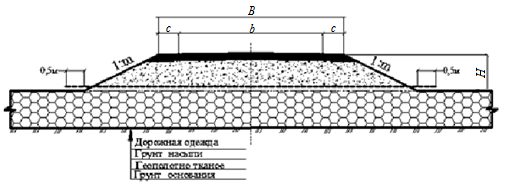 B
c b c
1:m 1:m
0,5м 0,5м
H
Дорожная одежда
Грунт насыпи
Геополотно тканое
Грунт основания